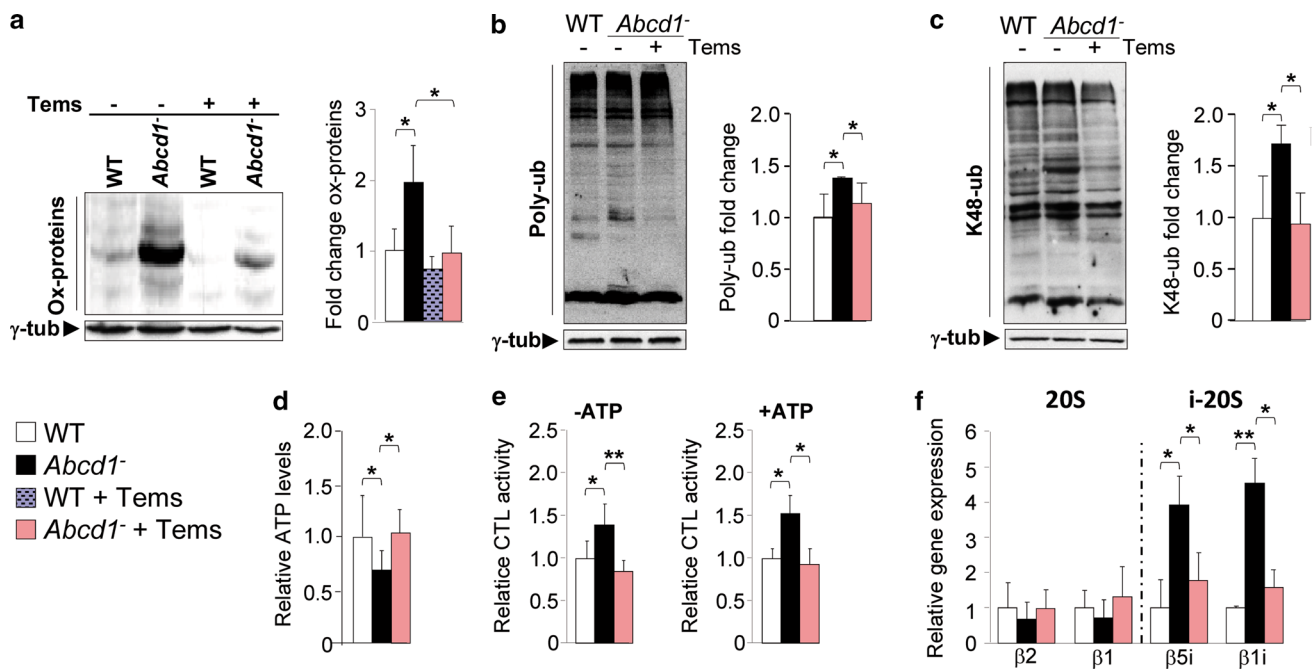 a
Tems - - + +
WT Abcd1- WT Abcd1-
Ox-proteins
γ-tub
Fold change ox-proteins
3
2
1
0
*
*
b
WT Abcd1-
- - + Tems
Poly-ub
γ-tub
Poly-ub fold change
2.0
1.5
1.0
0.5
0
*
*
c
WT Abcd1-
- - + Tems
K48-ub
γ-tub
K48-ub fold change
2.0
1.5
1.0
0.5
0
*
*
WT
Abcd1-
WT + Tems
Abcd1- + Tems
d
Relative ATP levels
2.0
1.5
1.0
0.5
0
*
*
e
-ATP
Relatice CTL activity
2.5
2.0
1.5
1.0
0.5
0
*
**
+ATP
Relatice CTL activity
2.5
2.0
1.5
1.0
0.5
0
*
*
f
20S i-20S
Relative gene expression
6
5
4
3
2
1
0
*
*
**
*
β2 β1 β5i β1i